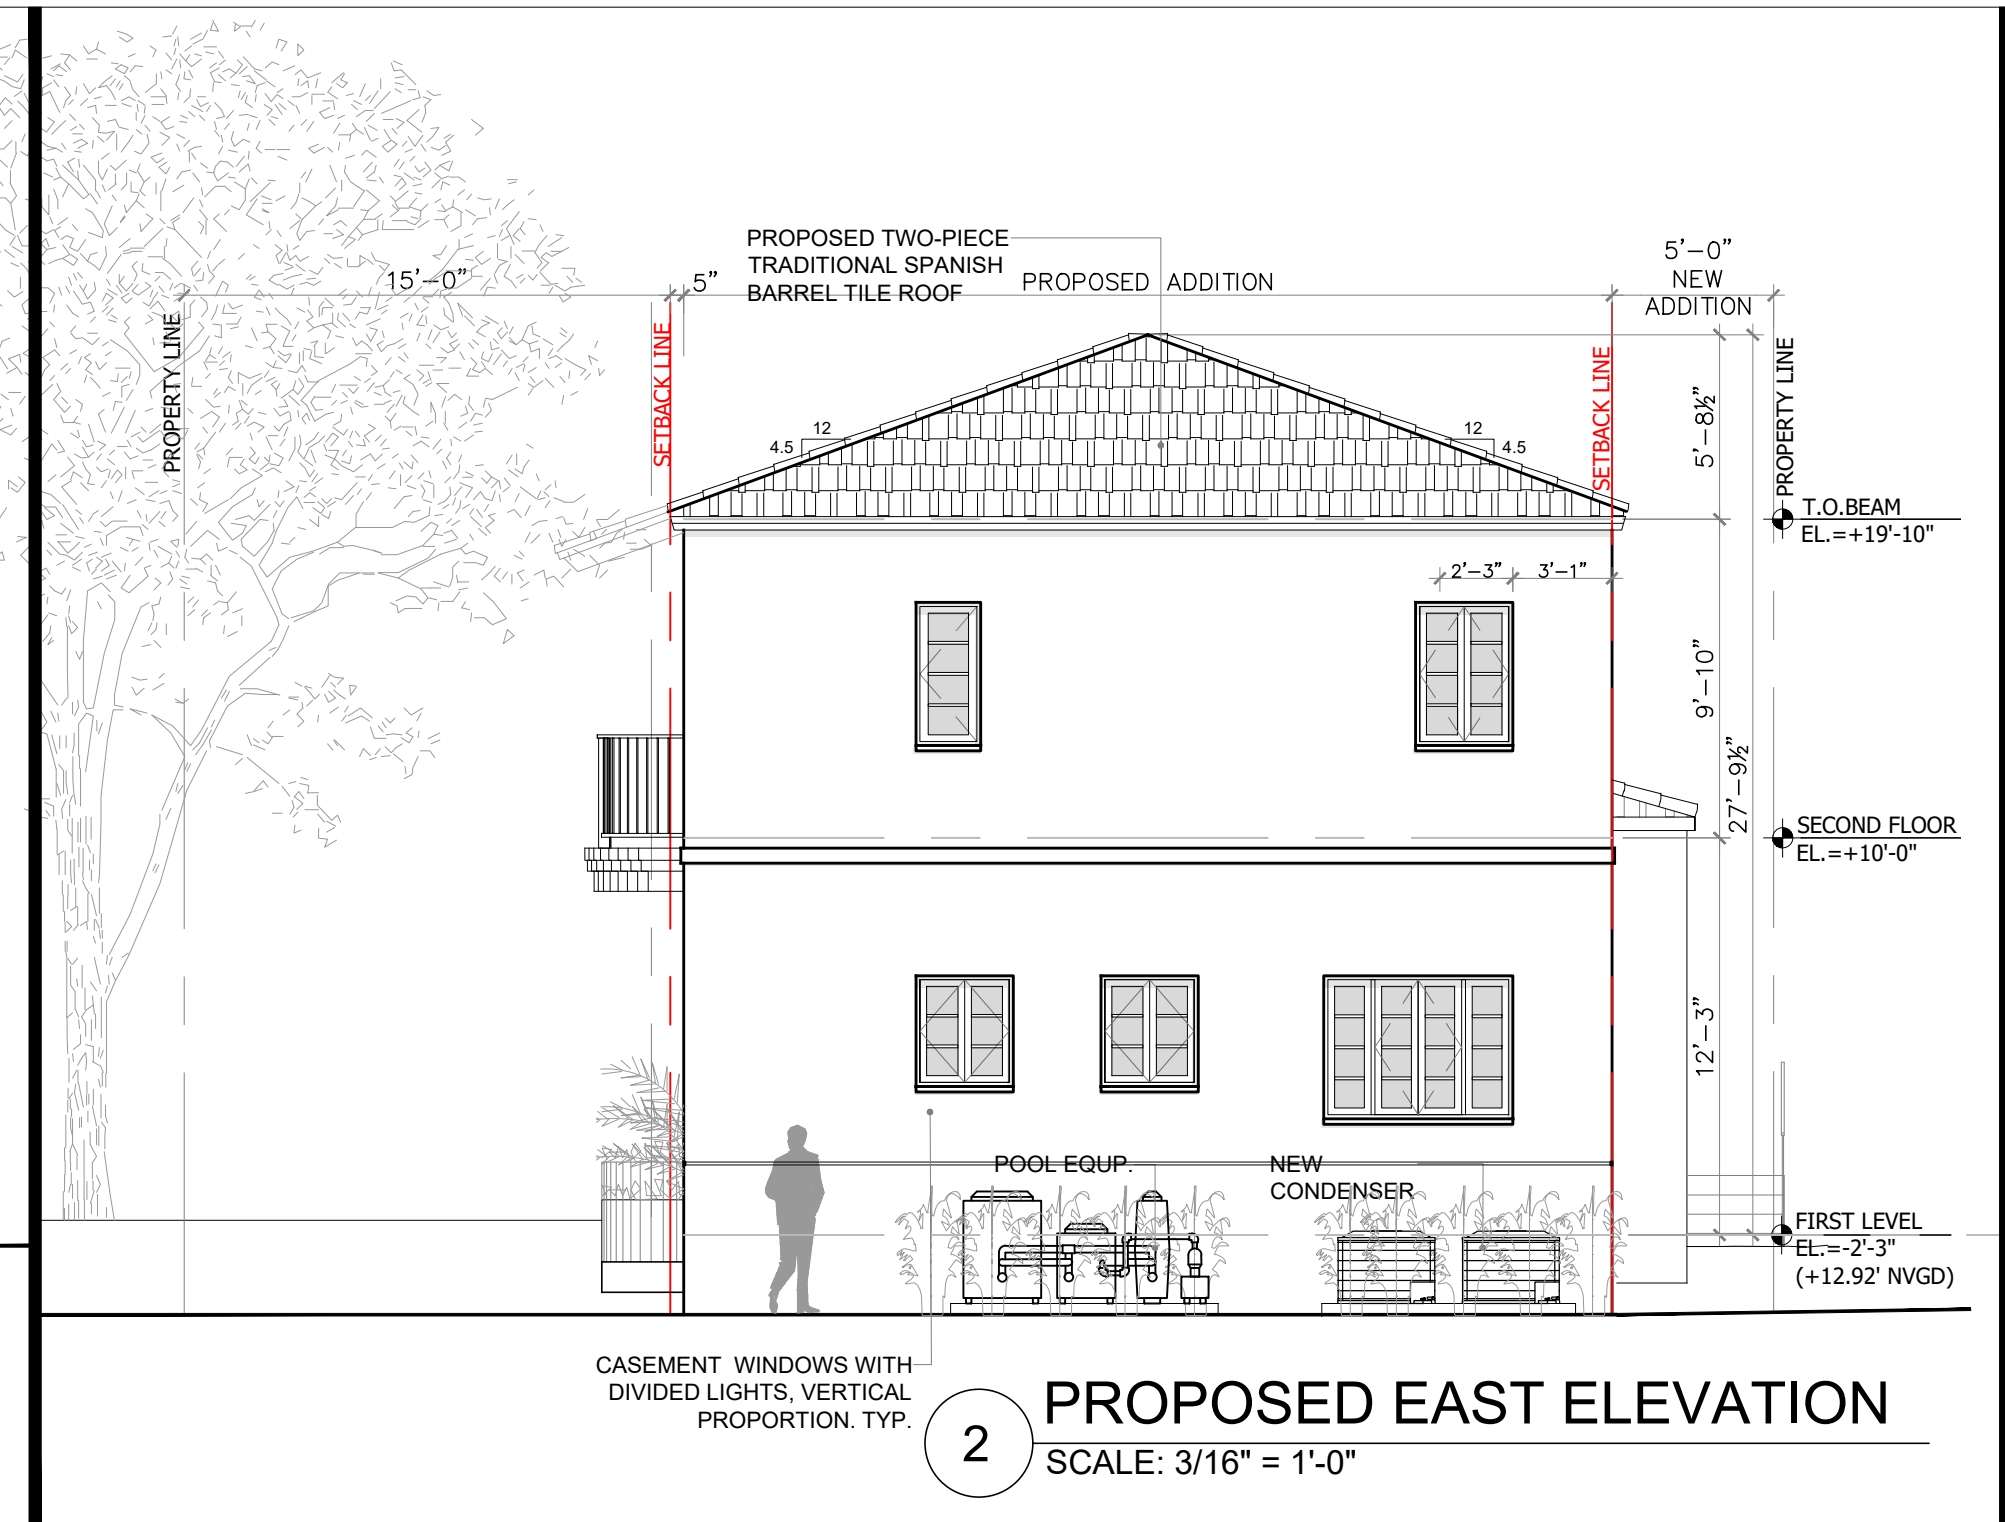 PROPOSED TWO-PIECE
TRADITIONAL SPANISH
BARREL TILE ROOF
15'-0"
5"
PROPOSED ADDITION
5'-0"
NEW
ADDITION
PROPERTY LINE
SETBACK LINE
SETBACK LINE
PROPERTY LINE
12
4.5
12
4.5
5'-8½"
T.O.BEAM
EL.=+19'-10"
2'-3"
3'-1"
9'-10"
27'-9½"
SECOND FLOOR
EL.=+10'-0"
12'-3"
POOL EQUP.
NEW
CONDENSER
FIRST LEVEL
EL.=-2'-3"
(+12.92' NVGD)
CASEMENT WINDOWS WITH
DIVIDED LIGHTS, VERTICAL
PROPORTION. TYP.
2
PROPOSED EAST ELEVATION
SCALE: 3/16" = 1'-0"